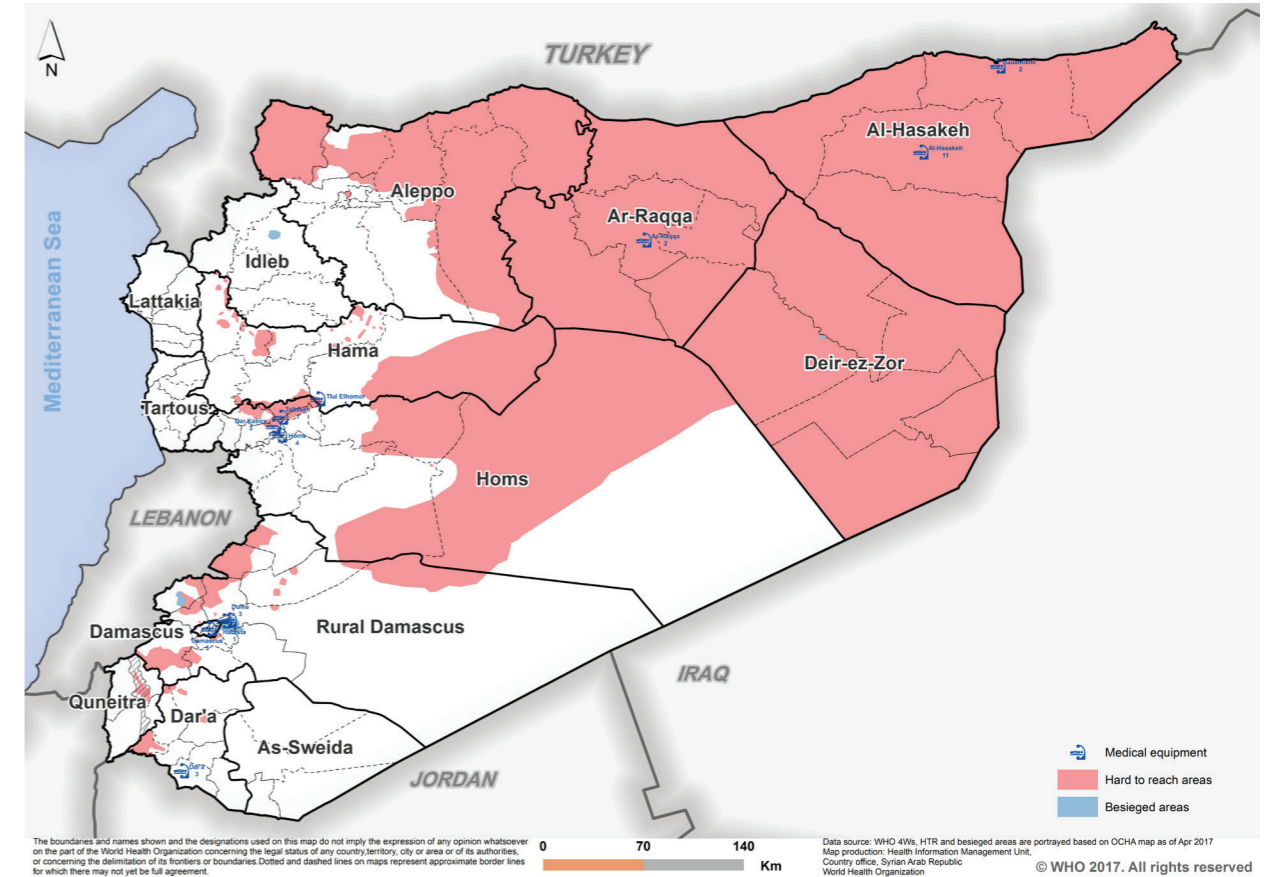 TURKEY
N
Quamishli
2
Al-Hasakeh
Al-Hasakeh
11
Aleppo
Ar-Raqqa
Ar-Raqqa
2
Mediterranean Sea
Idleb
Lattakia
Hama
Deir-ez-Zor
Tlul Elhomor
Tartous
Homs
4
Homs
LEBANON
Duma
3
Damascus
Rural Damascus
Damascus
IRAQ
Quneitra
Dar'a
As-Sweida
Dar'a
3
JORDAN
Medical equipment
Hard to reach areas
Besieged areas
The boundaries and names shown and the designations used on this map do not imply the expression of any opinion whatsoever
on the part of the World Health Organization concerning the legal status of any country,territory, city or area or of its authorities,
or concerning the delimitation of its frontiers or boundaries.Dotted and dashed lines on maps represent approximate border lines
for which there may not yet be full agreement.
0 70 140
Km
Data source: WHO 4Ws, HTR and besieged areas are portrayed based on OCHA map as of Apr 2017
Map production: Health Information Management Unit,
Country office, Syrian Arab Republic
World Health Organization
© WHO 2017. All rights reserved